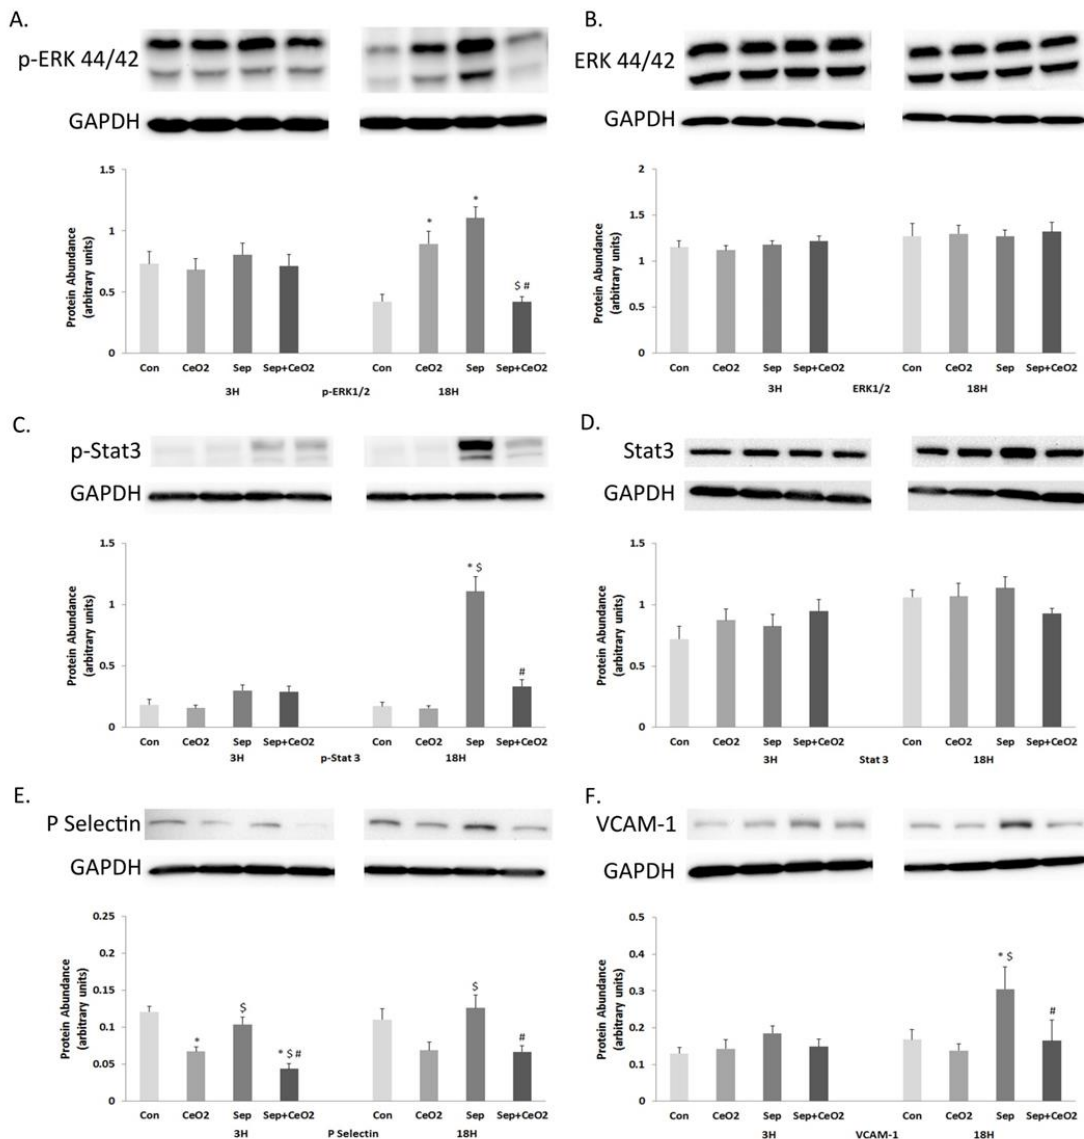 A.
p-ERK 44/42
GAPDH
Protein Abundance
(arbitrary units)
1.5
1
0.5
0
*
*
$ #
Con CeO2 Sep Sep+CeO2 Con CeO2 Sep Sep+CeO2
3H p-ERK1/2 18H
B.
ERK 44/42
GAPDH
Protein Abundance
(arbitrary units)
2
1.5
1
0.5
0
Con CeO2 Sep Sep+CeO2 Con CeO2 Sep Sep+CeO2
3H ERK1/2 18H
C.
p-Stat3
GAPDH
Protein Abundance
(arbitrary units)
1.5
1
0.5
0
* $
#
Con CeO2 Sep Sep+CeO2 Con CeO2 Sep Sep+CeO2
3H p-Stat 3 18H
D.
Stat3
GAPDH
Protein Abundance
(arbitrary units)
1.5
1
0.5
0
Con CeO2 Sep Sep+CeO2 Con CeO2 Sep Sep+CeO2
3H Stat 3 18H
E.
P Selectin
GAPDH
Protein Abundance
(arbitrary units)
0.25
0.2
0.15
0.1
0.05
0
*
$
* $ #
$
#
Con CeO2 Sep Sep+CeO2 Con CeO2 Sep Sep+CeO2
3H P Selectin 18H
F.
VCAM-1
GAPDH
Protein Abundance
(arbitrary units)
0.5
0.4
0.3
0.2
0.1
0
* $
#
Con CeO2 Sep Sep+CeO2 Con CeO2 Sep Sep+CeO2
3H VCAM-1 18H